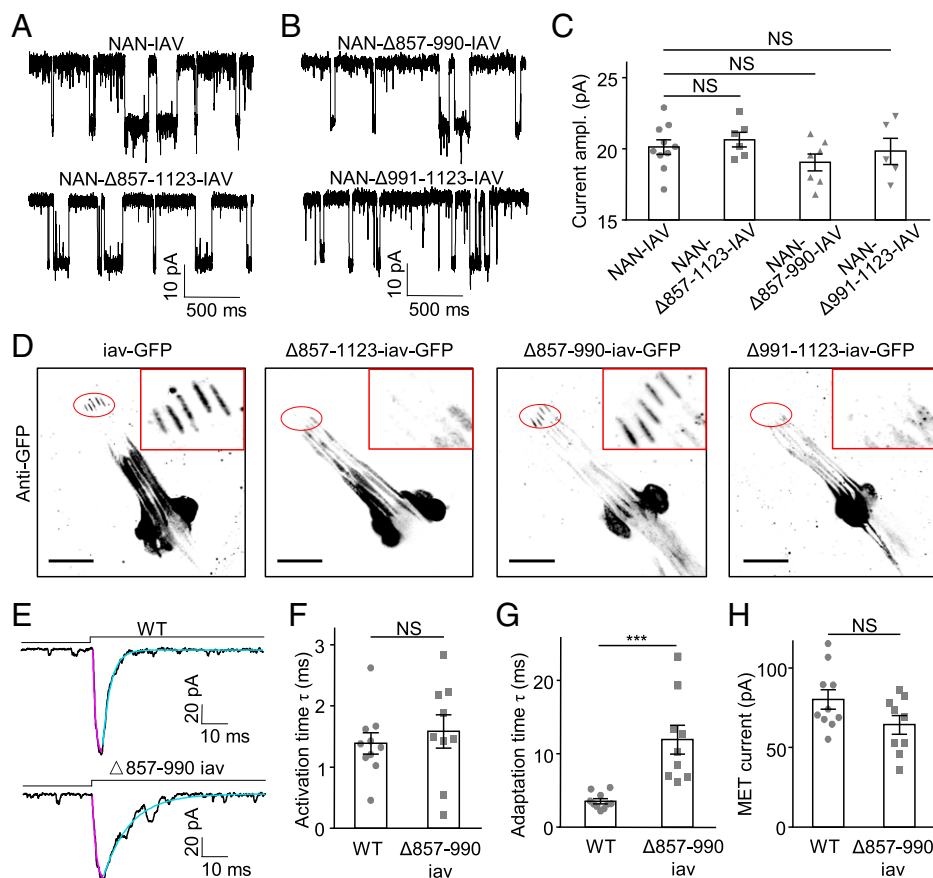 A
NAN-IAV
NAN-Δ857-1123-IAV
10 pA
500 ms
B
NAN-Δ857-990-IAV
NAN-Δ991-1123-IAV
10 pA
500 ms
C
NS
NS
NS
Current ampl. (pA)
25
20
15
NAN-IAV
NAN-
Δ857-1123-IAV
NAN-
Δ857-990-IAV
NAN-
Δ991-1123-IAV
D
iav-GFP
Δ857-1123-iav-GFP
Δ857-990-iav-GFP
Δ991-1123-iav-GFP
Anti-GFP
E
WT
20 pA
10 ms
△857-990 iav
20 pA
10 ms
F
NS
Activation time τ (ms)
3
2
1
0
WT
Δ857-990
iav
G
***
Adaptation time τ (ms)
20
10
0
WT
Δ857-990
iav
H
NS
MET current (pA)
100
50
0
WT
Δ857-990
iav